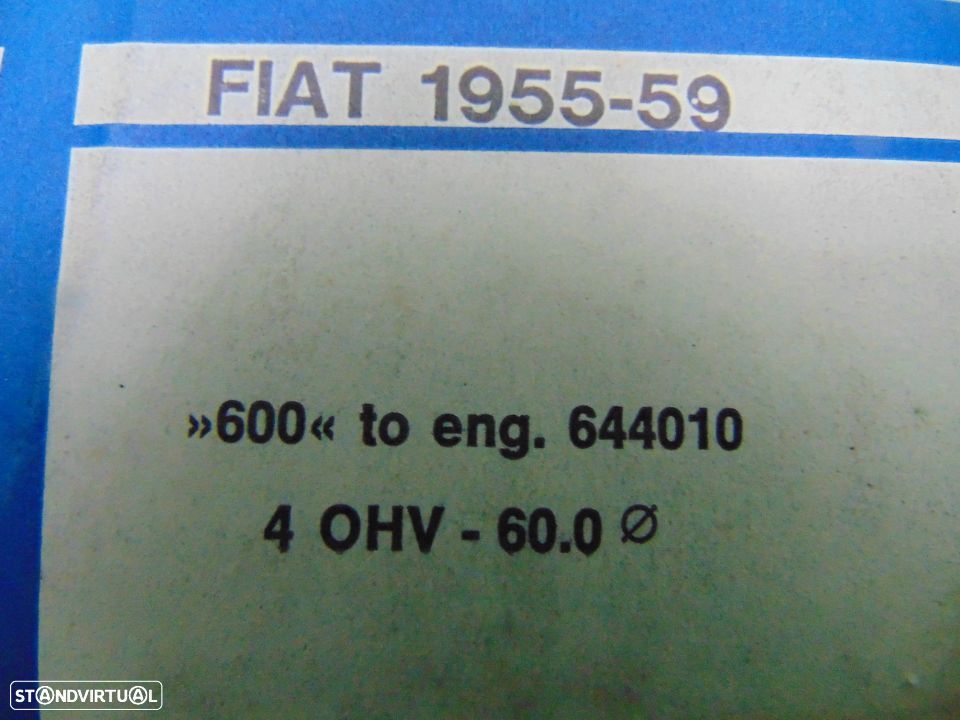 FIAT 1955-59
»600« to eng. 644010
4 OHV - 60.0 Ø
STANDVIRTUAL